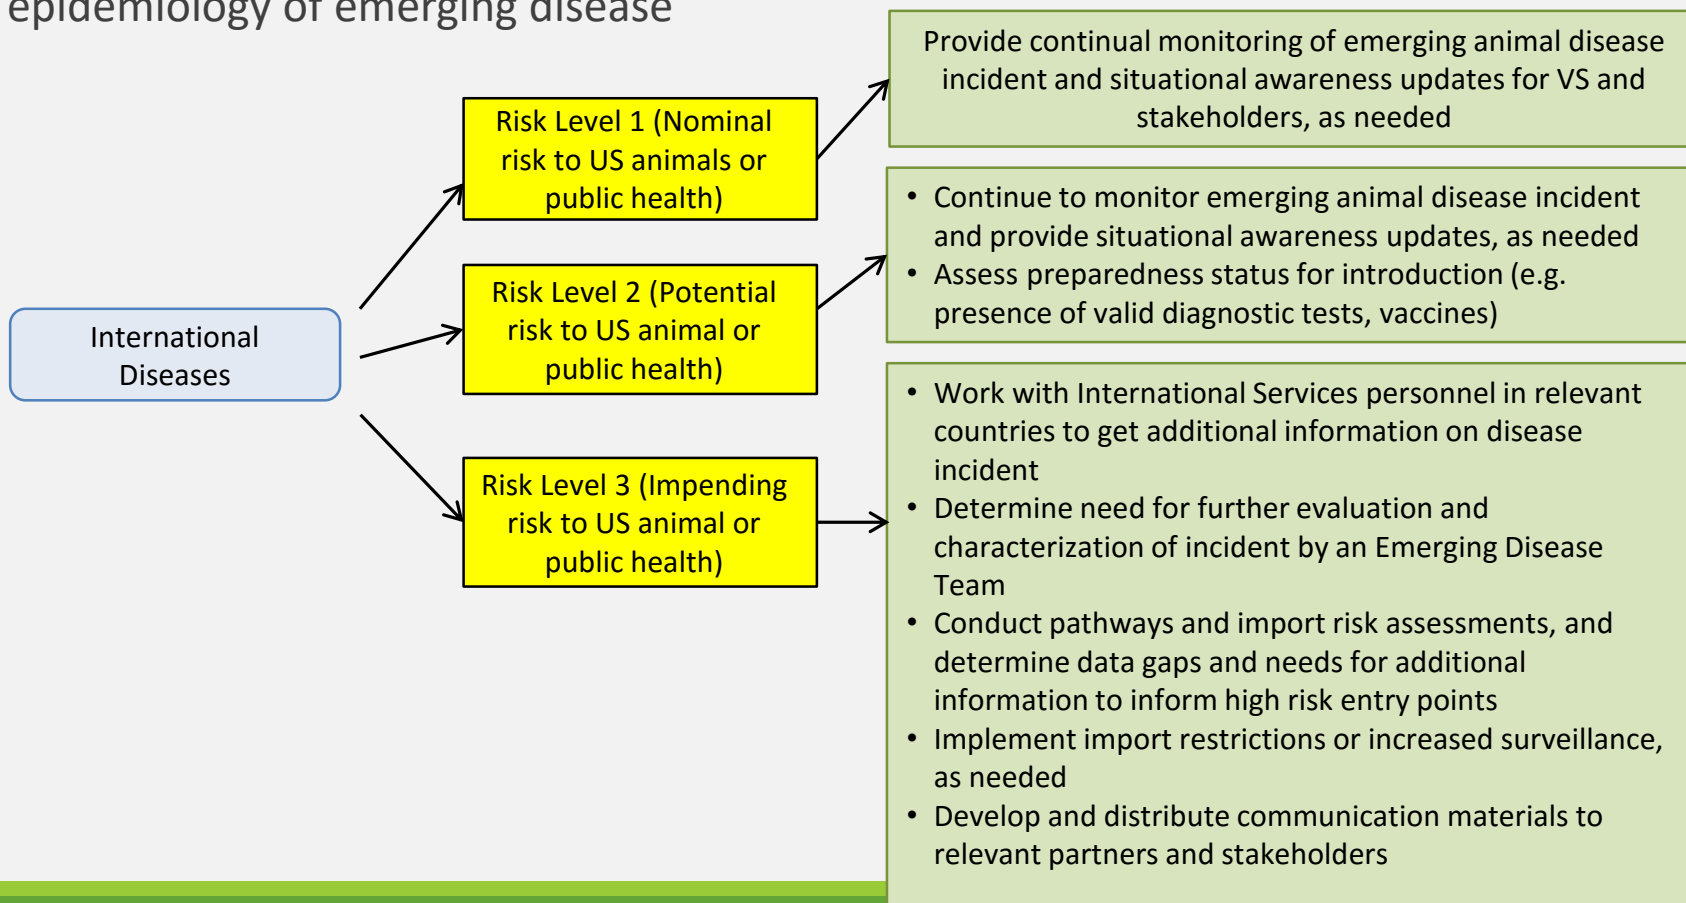 epidemiology of emerging disease
International
Diseases
Risk Level 1 (Nominal
risk to US animals or
public health)
Provide continual monitoring of emerging animal disease
incident and situational awareness updates for VS and
stakeholders, as needed
Risk Level 2 (Potential
risk to US animal or
public health)
• Continue to monitor emerging animal disease incident
and provide situational awareness updates, as needed
• Assess preparedness status for introduction (e.g.
presence of valid diagnostic tests, vaccines)
Risk Level 3 (Impending
risk to US animal or
public health)
• Work with International Services personnel in relevant
countries to get additional information on disease
incident
• Determine need for further evaluation and
characterization of incident by an Emerging Disease
Team
• Conduct pathways and import risk assessments, and
determine data gaps and needs for additional
information to inform high risk entry points
• Implement import restrictions or increased surveillance,
as needed
• Develop and distribute communication materials to
relevant partners and stakeholders